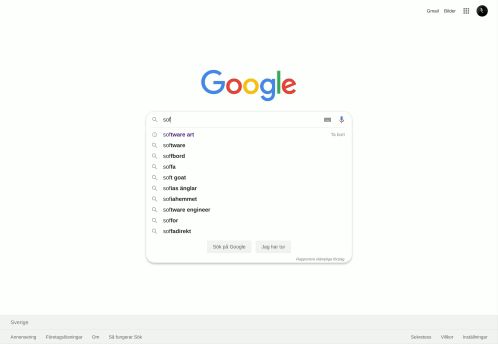 Gmail Bilder
Google
sof
software art Ta bort
software
soffbord
soffa
soft goat
sofias änglar
sofiahemmet
software engineer
soffor
soffadirekt
Sök på Google Jag har tur
Rapportera olämpliga förslag
Sverige
Annonsering Företagslösningar Om Så fungerar Sök Sekretess Villkor Inställningar